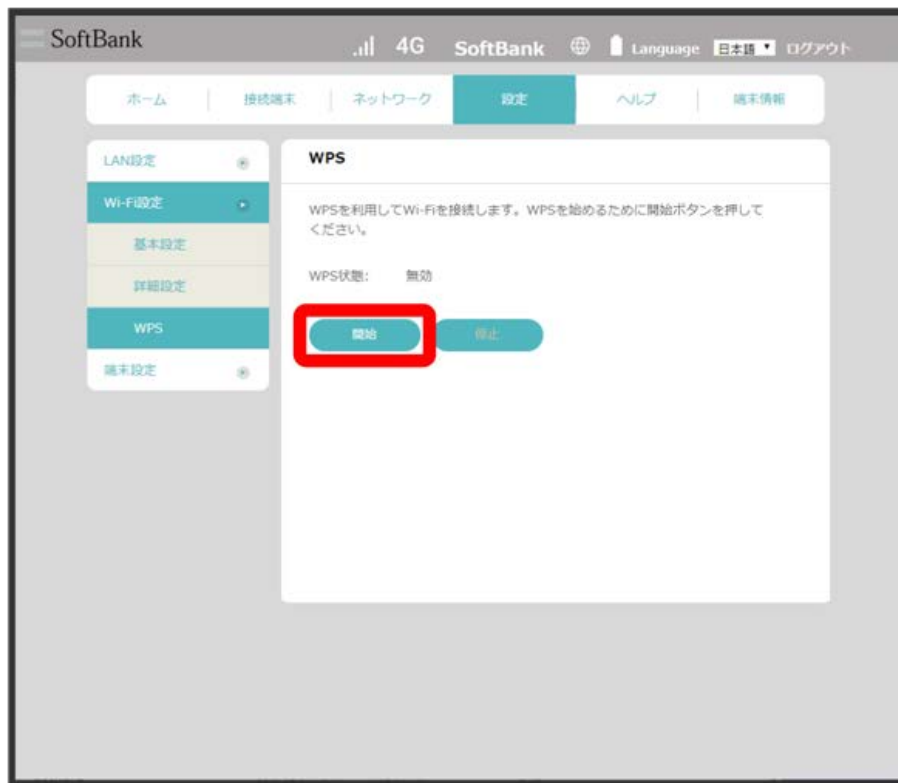 SoftBank
4G SoftBank Language 日本語 ログアウト
ホーム 接続端末 ネットワーク 設定 ヘルプ 端末情報
LAN設定
Wi-Fi設定
基本設定
詳細設定
WPS
端末設定
WPS
WPSを利用してWi-Fiを接続します。WPSを始めるために開始ボタンを押して
ください。
WPS状態: 無効
開始 停止